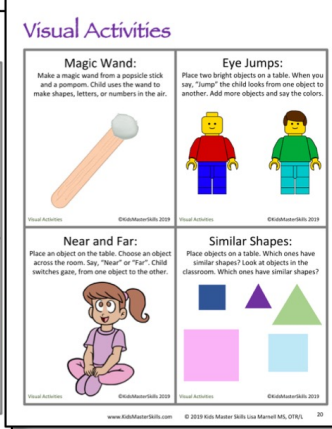 Visual Activities
Magic Wand:
Make a magic wand from a popsicle stick
and a pompom. Child uses the wand to
make shapes, letters, or numbers in the air.
Visual Activities
©KidsMasterSkills 2019
Eye Jumps:
Place two bright objects on a table. When you
say, "Jump" the child looks from one object to
another. Add more objects and say the colors.
Visual Activities
©KidsMasterSkills 2019
Near and Far:
Place an object on the table. Choose an object
across the room. Say, "Near" or "Far". Child
switches gaze, from one object to the other.
Visual Activities
©KidsMasterSkills 2019
Similar Shapes:
Place objects on a table. Which ones have
similar shapes? Look at objects in the
classroom. Which ones have similar shapes?
Visual Activities
©KidsMasterSkills 2019
www.KidsMasterSkills.com © 2019 Kids Master Skills Lisa Marnell MS, OTR/L 20